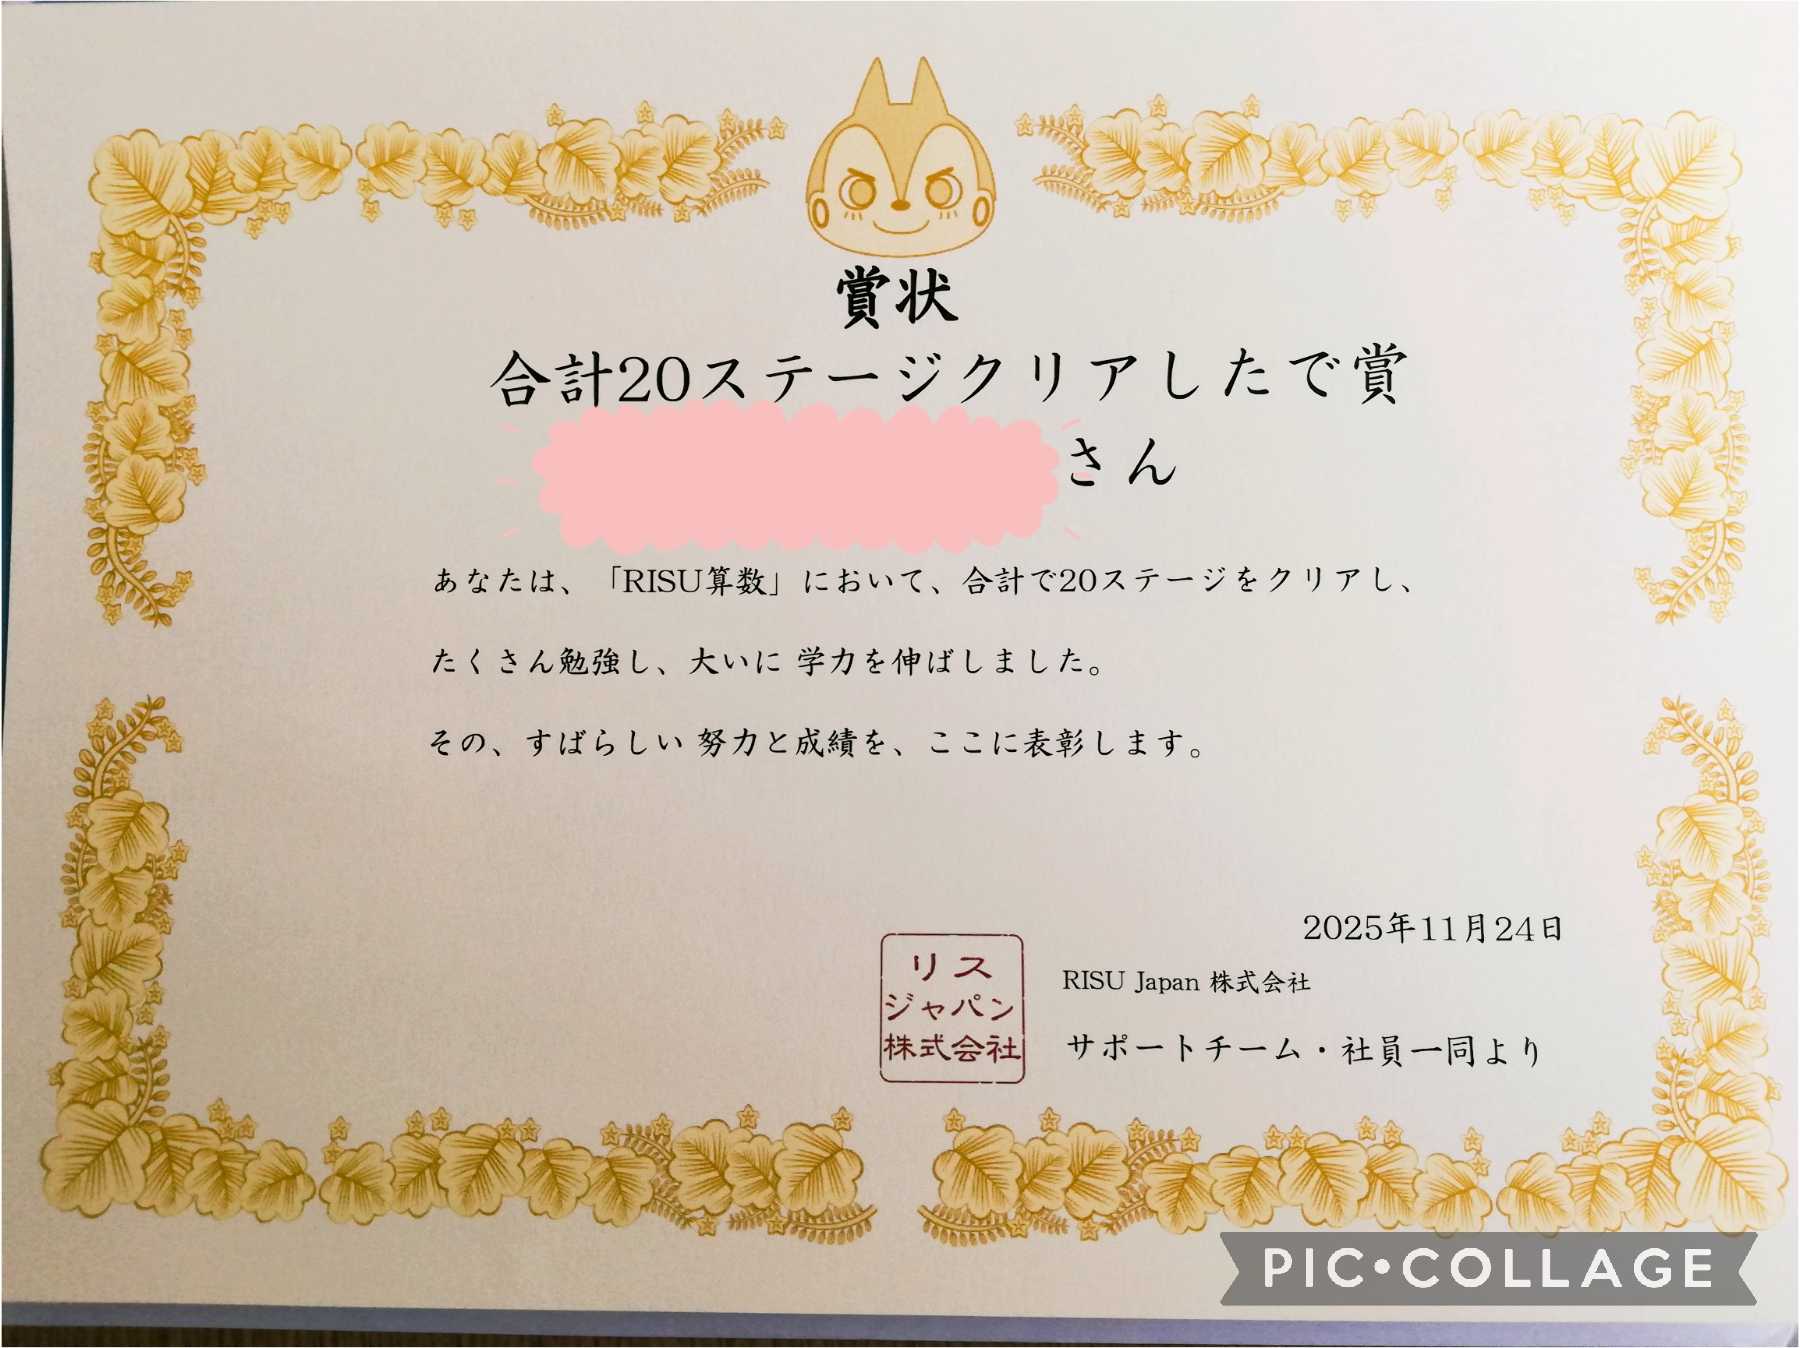 賞状
合計20ステージクリアしたで賞
さん
あなたは、「RISU算数」において、合計で20ステージをクリアし、
たくさん勉強し、大いに 学力を伸ばしました。
その、すばらしい 努力と成績を、ここに表彰します。
2025年11月24日
RISU Japan 株式会社
サポートチーム・社員一同より
リス
ジャパン
株式会社
PIC•COLLAGE